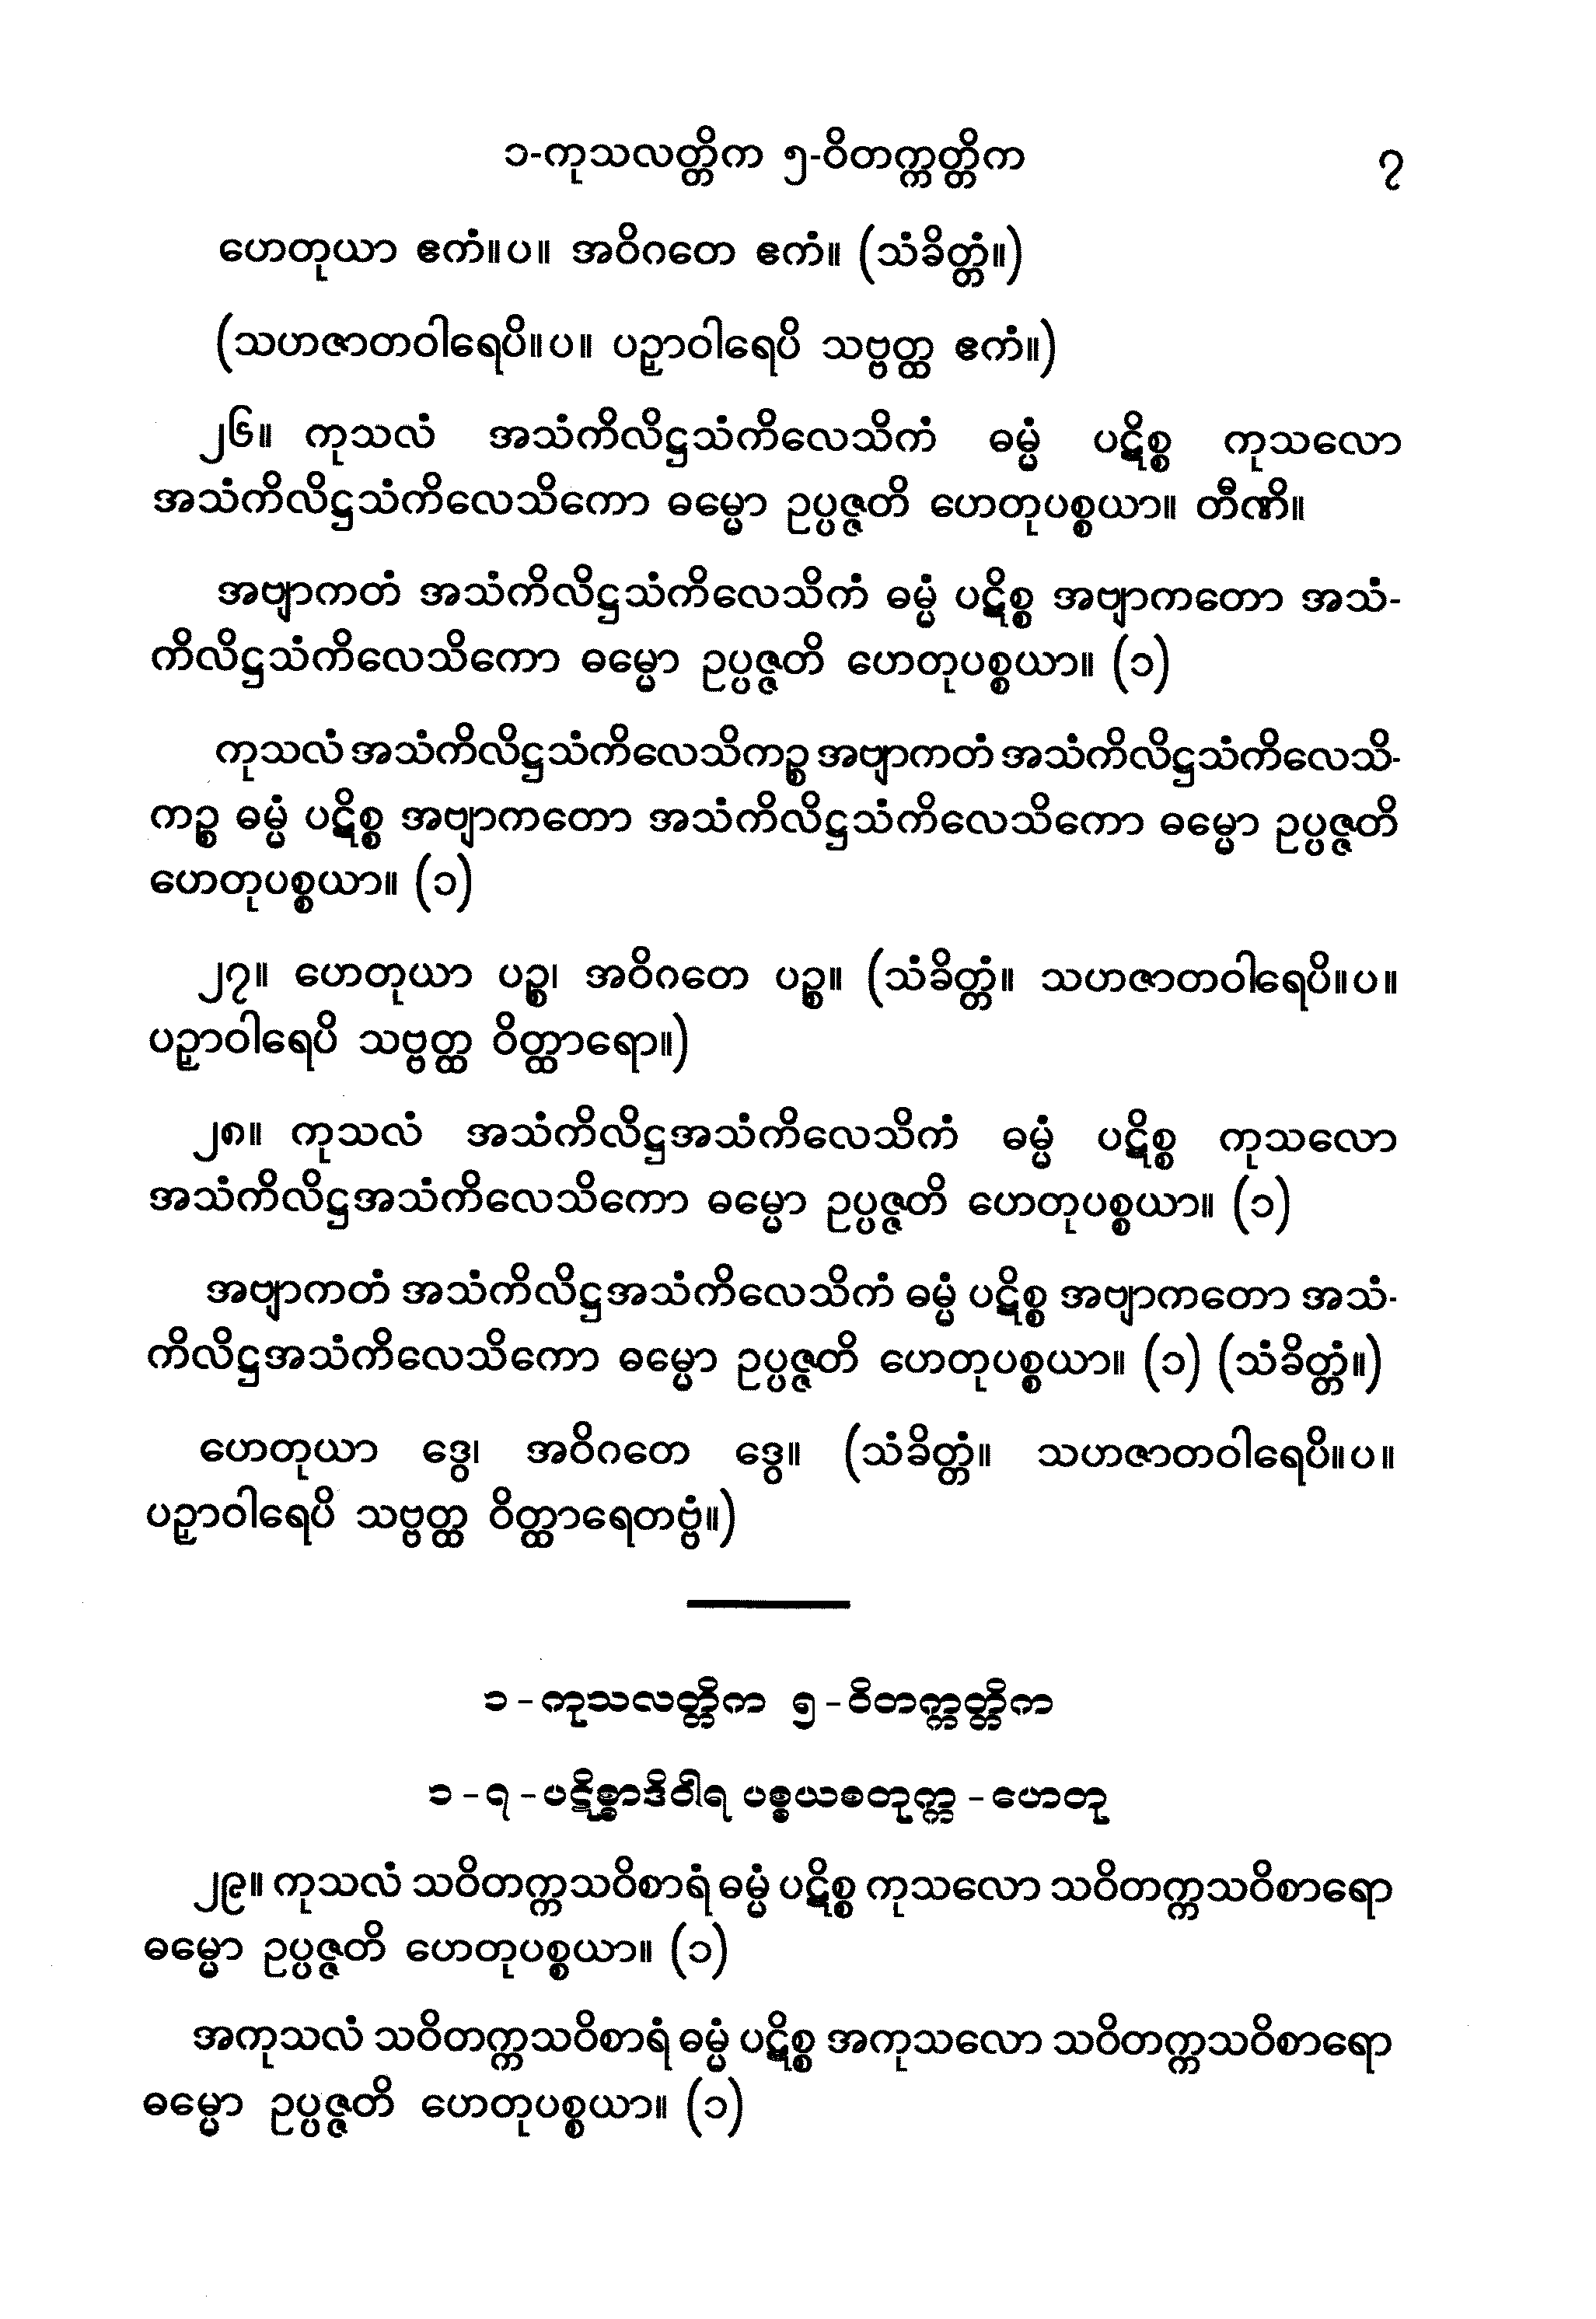 ၁-ကုသလတ္တိက ၅-ဝိတက္ကတ္တိက ၇
ဟေတုယာ ဧကံ။ပ။ အဝိဂတေ ဧကံ။ (သံခိတ္တံ။)
(သဟဇာတဝါရေပိ။ပ။ ပဉှာဝါရေပိ သဗ္ဗတ္ထ ဧကံ။)
၂၆။ ကုသလံ အသံကိလိဋ္ဌသံကိလေသိကံ ဓမ္မံ ပဋိစ္စ ကုသလော
အသံကိလိဋ္ဌသံကိလေသိကော ဓမ္မော ဥပ္ပဇ္ဇတိ ဟေတုပစ္စယာ။ တီဏိ။
အဗျာကတံ အသံကိလိဋ္ဌသံကိလေသိကံ ဓမ္မံ ပဋိစ္စ အဗျာကတော အသံ-
ကိလိဋ္ဌသံကိလေသိကော ဓမ္မော ဥပ္ပဇ္ဇတိ ဟေတုပစ္စယာ။ (၁)
ကုသလံ အသံကိလိဋ္ဌသံကိလေသိကဉ္စ အဗျာကတံ အသံကိလိဋ္ဌသံကိလေသိ-
ကဉ္စ ဓမ္မံ ပဋိစ္စ အဗျာကတော အသံကိလိဋ္ဌသံကိလေသိကော ဓမ္မော ဥပ္ပဇ္ဇတိ
ဟေတုပစ္စယာ။ (၁)
၂၇။ ဟေတုယာ ပဉ္စ၊ အဝိဂတေ ပဉ္စ။ (သံခိတ္တံ။ သဟဇာတဝါရေပိ။ပ။
ပဉှာဝါရေပိ သဗ္ဗတ္ထ ဝိတ္ထာရော။)
၂၈။ ကုသလံ အသံကိလိဋ္ဌအသံကိလေသိကံ ဓမ္မံ ပဋိစ္စ ကုသလော
အသံကိလိဋ္ဌအသံကိလေသိကော ဓမ္မော ဥပ္ပဇ္ဇတိ ဟေတုပစ္စယာ။ (၁)
အဗျာကတံ အသံကိလိဋ္ဌအသံကိလေသိကံ ဓမ္မံ ပဋိစ္စ အဗျာကတော အသံ-
ကိလိဋ္ဌအသံကိလေသိကော ဓမ္မော ဥပ္ပဇ္ဇတိ ဟေတုပစ္စယာ။ (၁) (သံခိတ္တံ။)
ဟေတုယာ ဒွေ၊ အဝိဂတေ ဒွေ။ (သံခိတ္တံ။ သဟဇာတဝါရေပိ။ပ။
ပဉှာဝါရေပိ သဗ္ဗတ္ထ ဝိတ္ထာရေတဗ္ဗံ။)
၁ - ကုသလတ္တိက ၅ - ဝိတက္ကတ္တိက
၁ - ၇ - ပဋိစ္စာဒိဝါရ ပစ္စယစတုက္က - ဟေတု
၂၉။ ကုသလံ သဝိတက္ကသဝိစာရံ ဓမ္မံ ပဋိစ္စ ကုသလော သဝိတက္ကသဝိစာရော
ဓမ္မော ဥပ္ပဇ္ဇတိ ဟေတုပစ္စယာ။ (၁)
အကုသလံ သဝိတက္ကသဝိစာရံ ဓမ္မံ ပဋိစ္စ အကုသလော သဝိတက္ကသဝိစာရော
ဓမ္မော ဥပ္ပဇ္ဇတိ ဟေတုပစ္စယာ။ (၁)